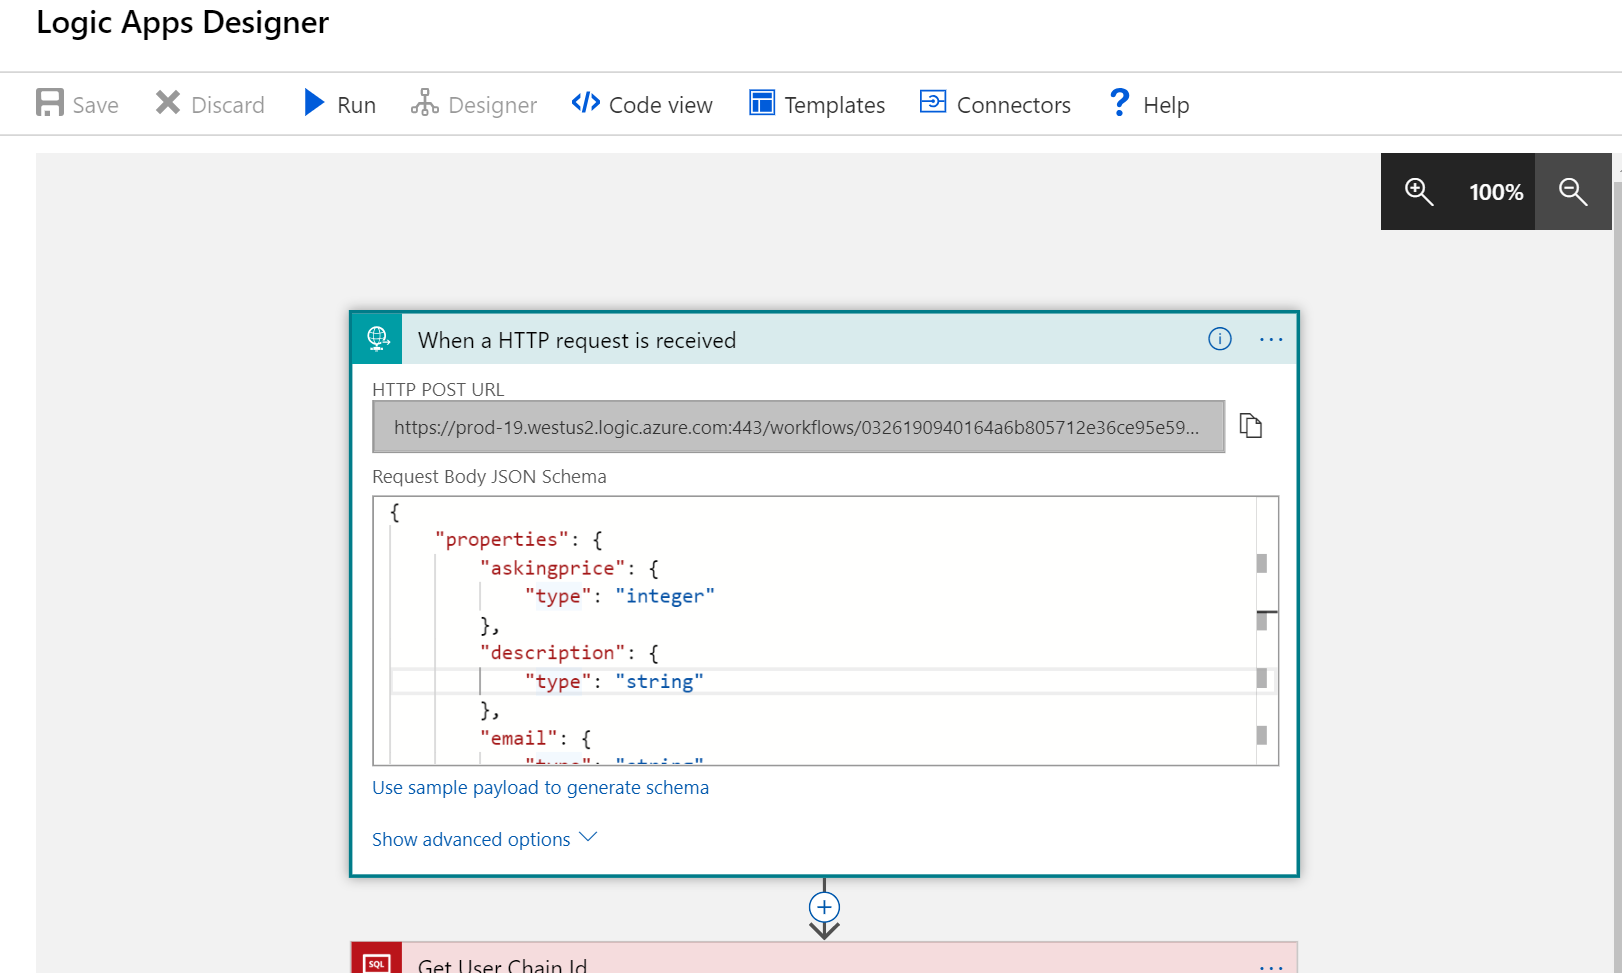 Logic Apps Designer
Save Discard Run Designer Code view Templates Connectors Help
100%
When a HTTP request is received
HTTP POST URL
https://prod-19.westus2.logic.azure.com:443/workflows/0326190940164a6b805712e36ce95e59...
Request Body JSON Schema
{
"properties": {
"askingprice": {
"type": "integer"
},
"description": {
"type": "string"
},
"email": {
"type": "string"
Use sample payload to generate schema
Show advanced options
SQL Get User Chain Id